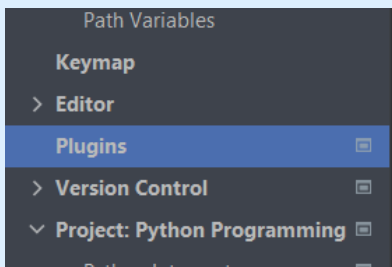 Path Variables
Keymap
Editor
Plugins
Version Control
Project: Python Programming